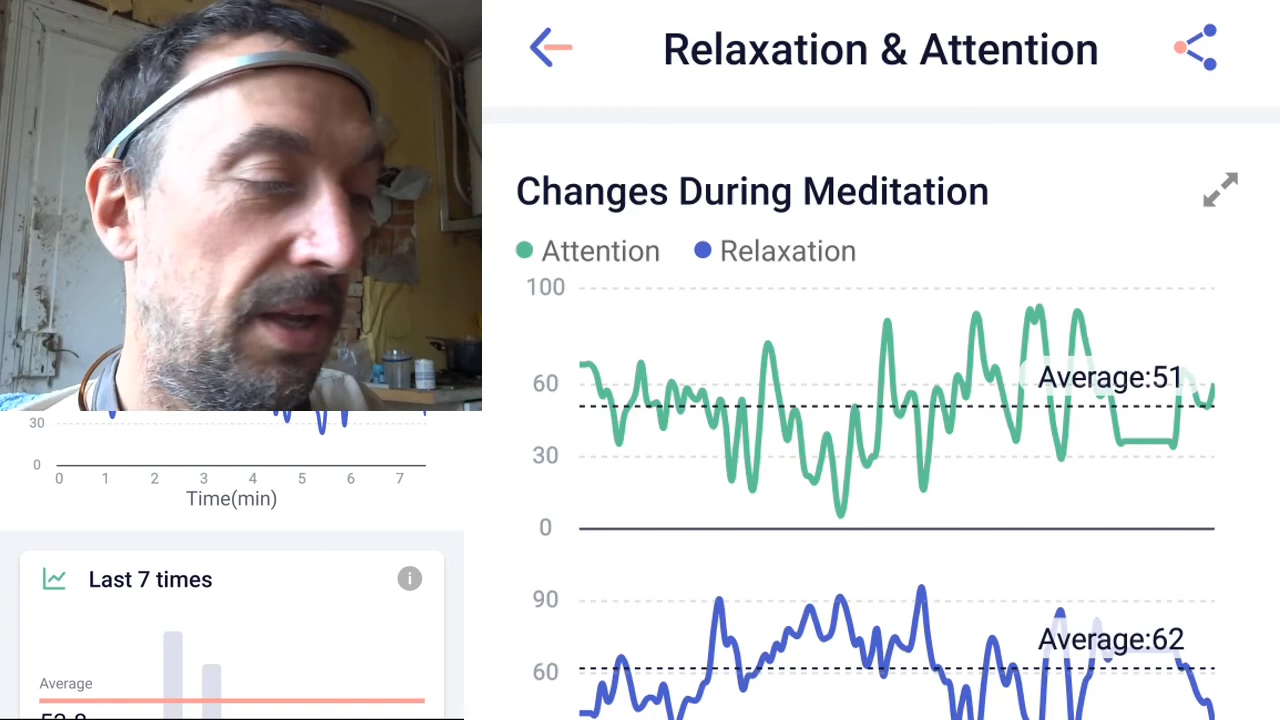 Relaxation & Attention
Changes During Meditation
Attention Relaxation
100
60
Average:51
30
0
90
Average:62
60
30
0
0 1 2 3 4 5 6 7
Time(min)
Last 7 times
i
Average